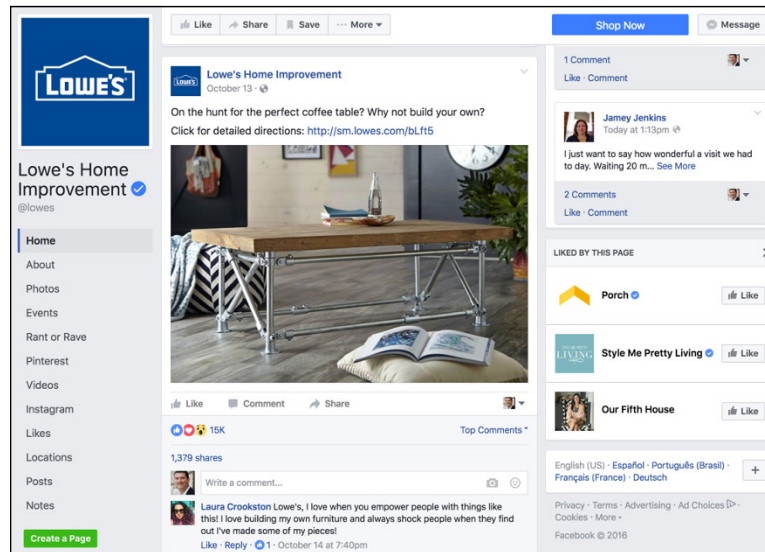 LOWE'S
Lowe's Home
Improvement
@lowes
Home
About
Photos
Events
Rant or Rave
Pinterest
Videos
Instagram
Likes
Locations
Posts
Notes
Create a Page
Like
Share
Save
··· More
Shop Now
Message
LOWE'S
Lowe's Home Improvement
October 13 ·
On the hunt for the perfect coffee table? Why not build your own?
Click for detailed directions: http://sm.lowes.com/bLft5
Like
Comment
Share
15K
Top Comments
1,379 shares
Write a comment...
Laura Crookston Lowe's, I love when you empower people with things like
this! I love building my own furniture and always shock people when they find
out I've made some of my pieces!
Like · Reply · 1 · October 14 at 7:40pm
1 Comment
Like · Comment
Jamey Jenkins
Today at 1:13pm
I just want to say how wonderful a visit we had
to day. Waiting 20 m... See More
2 Comments
Like · Comment
LIKED BY THIS PAGE
Porch
Like
LIVING
Style Me Pretty Living
Like
Our Fifth House
Like
English (US) · Español · Português (Brasil) ·
Français (France) · Deutsch
Privacy · Terms · Advertising · Ad Choices ·
Cookies · More
Facebook © 2016